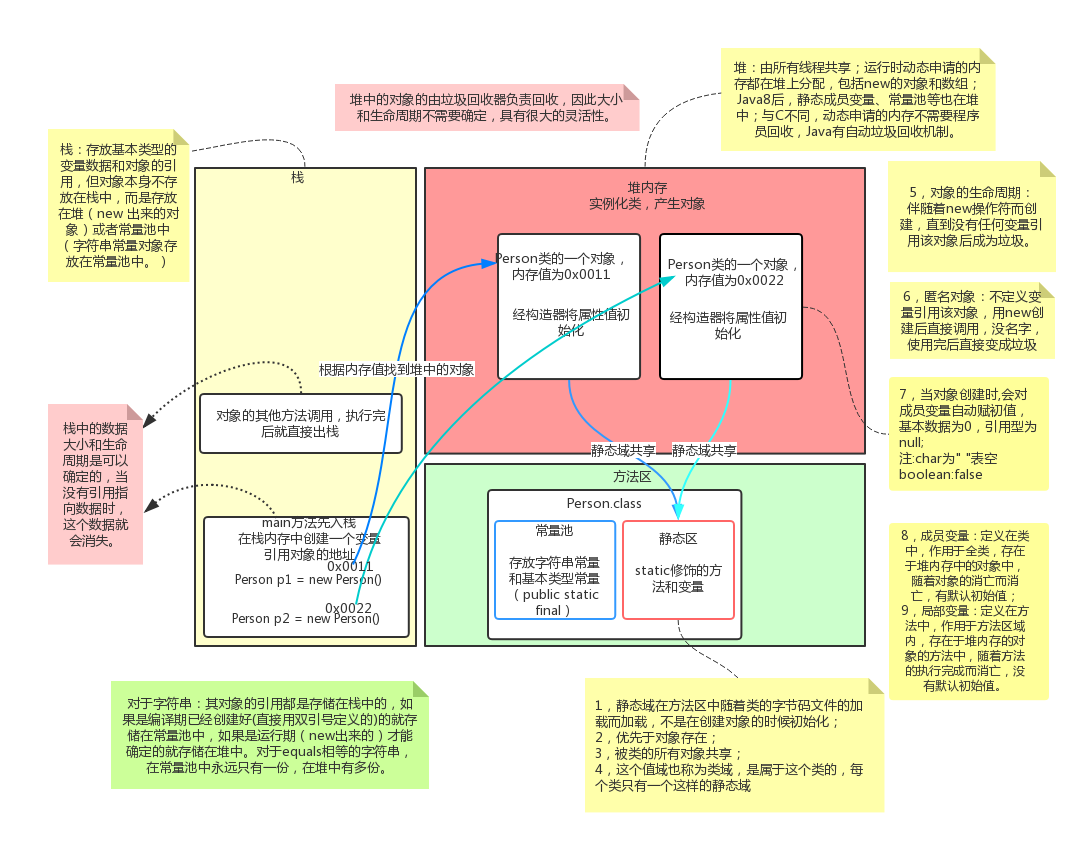 堆：由所有线程共享；运行时动态申请的内
存都在堆上分配，包括new的对象和数组；
Java8后，静态成员变量、常量池等也在堆
中；与C不同，动态申请的内存不需要程序
员回收，Java有自动垃圾回收机制。
堆中的对象的由垃圾回收器负责回收，因此大小
和生命周期不需要确定，具有很大的灵活性。
栈：存放基本类型的
变量数据和对象的引
用，但对象本身不存
放在栈中，而是存放
在堆（new 出来的对
象）或者常量池中
（字符串常量对象存
放在常量池中。）
栈
堆内存
实例化类，产生对象
5，对象的生命周期：
伴随着new操作符而创
建，直到没有任何变量引
用该对象后成为垃圾。
Person类的一个对象，
内存值为0x0011
经构造器将属性值初
始化
Person类的一个对象，
内存值为0x0022
经构造器将属性值初
始化
6，匿名对象：不定义变
量引用该对象，用new创
建后直接调用，没名字，
使用完后直接变成垃圾
根据内存值找到堆中的对象
7，当对象创建时,会对
成员变量自动赋初值，
基本数据为0，引用型为
null;
注:char为" "表空
boolean:false
对象的其他方法调用，执行完
后就直接出栈
栈中的数据
大小和生命
周期是可以
确定的，当
没有引用指
向数据时，
这个数据就
会消失。
静态域共享
静态域共享
方法区
Person.class
常量池
存放字符串常量
和基本类型常量
（public static
final）
静态区
static修饰的方
法和变量
main方法先入栈
在栈内存中创建一个变量
引用对象的地址
0x0011
Person p1 = new Person()
0x0022
Person p2 = new Person()
8，成员变量：定义在类
中，作用于全类，存在
于堆内存中的对象中，
随着对象的消亡而消
亡，有默认初始值；
9，局部变量：定义在方
法中，作用于方法区域
内，存在于堆内存的对
象的方法中，随着方法
的执行完成而消亡，没
有默认初始值。
对于字符串：其对象的引用都是存储在栈中的，如
果是编译期已经创建好(直接用双引号定义的)的就存
储在常量池中，如果是运行期（new出来的）才能
确定的就存储在堆中。对于equals相等的字符串，
在常量池中永远只有一份，在堆中有多份。
1，静态域在方法区中随着类的字节码文件的加
载而加载，不是在创建对象的时候初始化；
2，优先于对象存在；
3，被类的所有对象共享；
4，这个值域也称为类域，是属于这个类的，每
个类只有一个这样的静态域